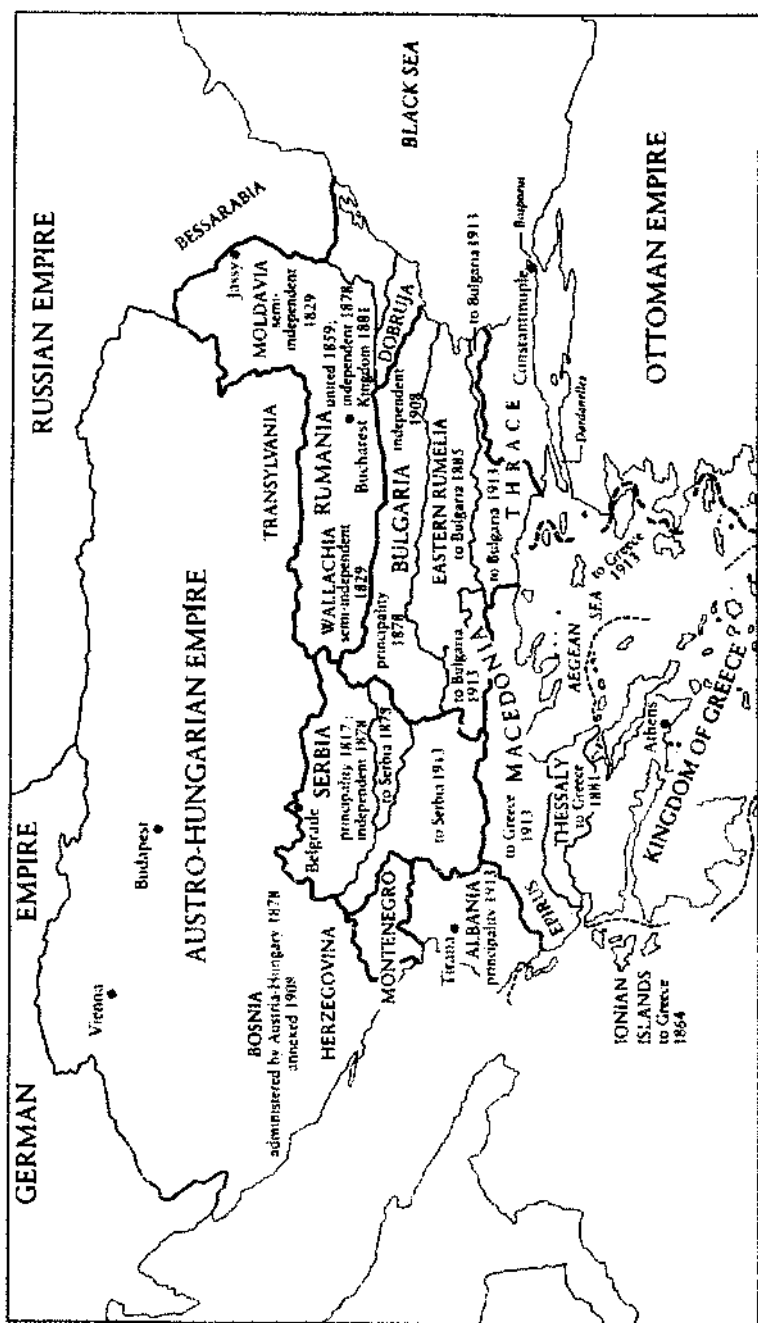 GERMAN
EMPIRE
RUSSIAN EMPIRE
Vienna
Budapest
AUSTRO-HUNGARIAN EMPIRE
BESSARABIA
Jassy
MOLDAVIA
semi-
independent
1829
TRANSYLVANIA
BOSNIA
administered by Austria-Hungary 1878
annexed 1908
HERZEGOVINA
Belgrade
SERBIA
principality 1817;
independent 1878
to Serbia 1878
WALLACHIA
semi-independent
1829
RUMANIA
united 1859;
independent 1878,
Kingdom 1881
Bucharest
DOBRUJA
BLACK SEA
MONTENEGRO
principality
1878
BULGARIA
independent
1908
EASTERN RUMELIA
to Bulgaria 1885
to Serbia 1913
to Bulgaria
1913
to Bulgaria 1913
to Bulgaria 1913
Tirana
ALBANIA
principality 1913
MACEDONIA
to Greece
1913
THRACE
Constantinople
Bosporus
Dardanelles
EPIRUS
THESSALY
to Greece
1881
AEGEAN
SEA
to Greece
1913
IONIAN
ISLANDS
to Greece
1864
Athens
KINGDOM OF GREECE
OTTOMAN EMPIRE